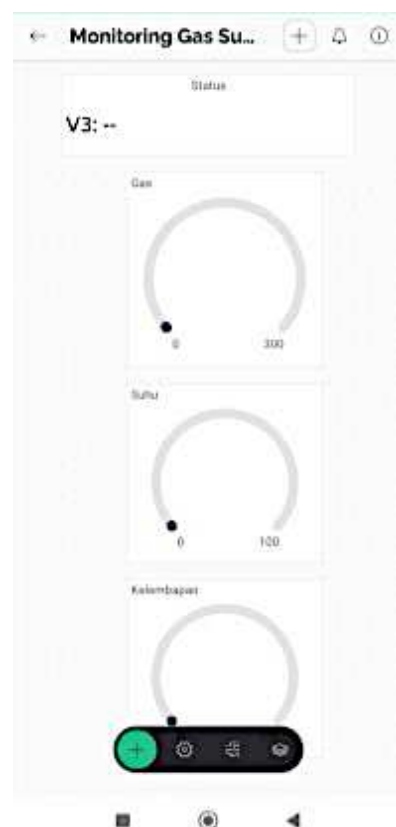 Monitoring Gas Su...
Status
V3: --
Gas
0 300
Suhu
0 100
Kelembapan